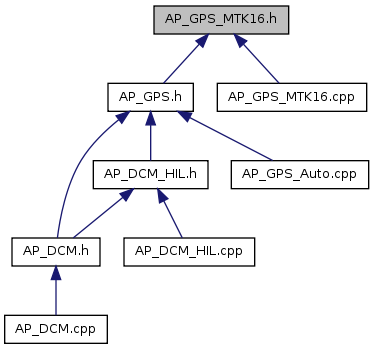 AP_GPS_MTK16.h
AP_GPS.h
AP_GPS_MTK16.cpp
AP_DCM_HIL.h
AP_GPS_Auto.cpp
AP_DCM.h
AP_DCM_HIL.cpp
AP_DCM.cpp